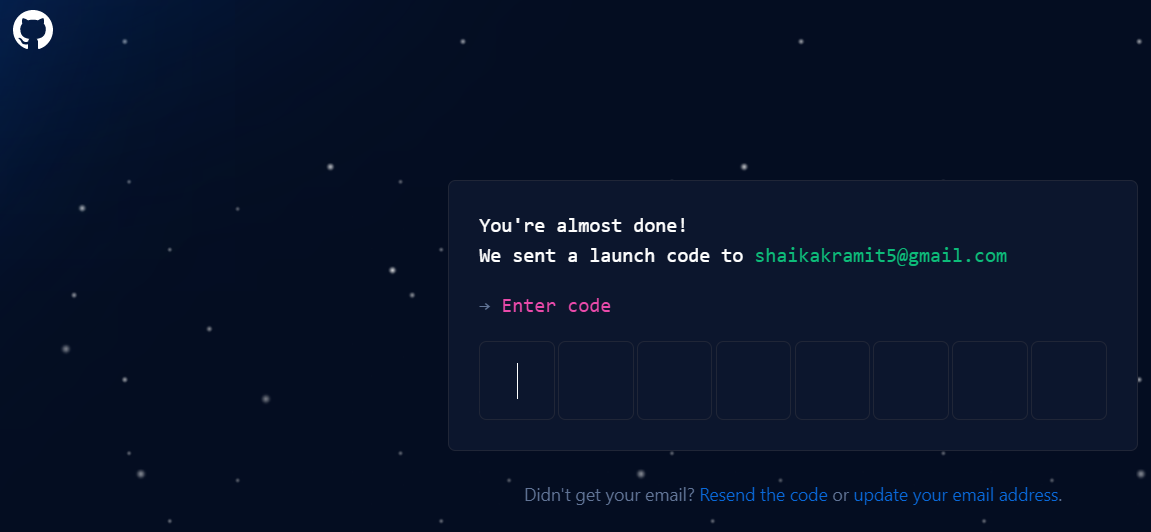 You're almost done!
We sent a launch code to shaikakramit5@gmail.com
→ Enter code
Didn't get your email? Resend the code or update your email address.